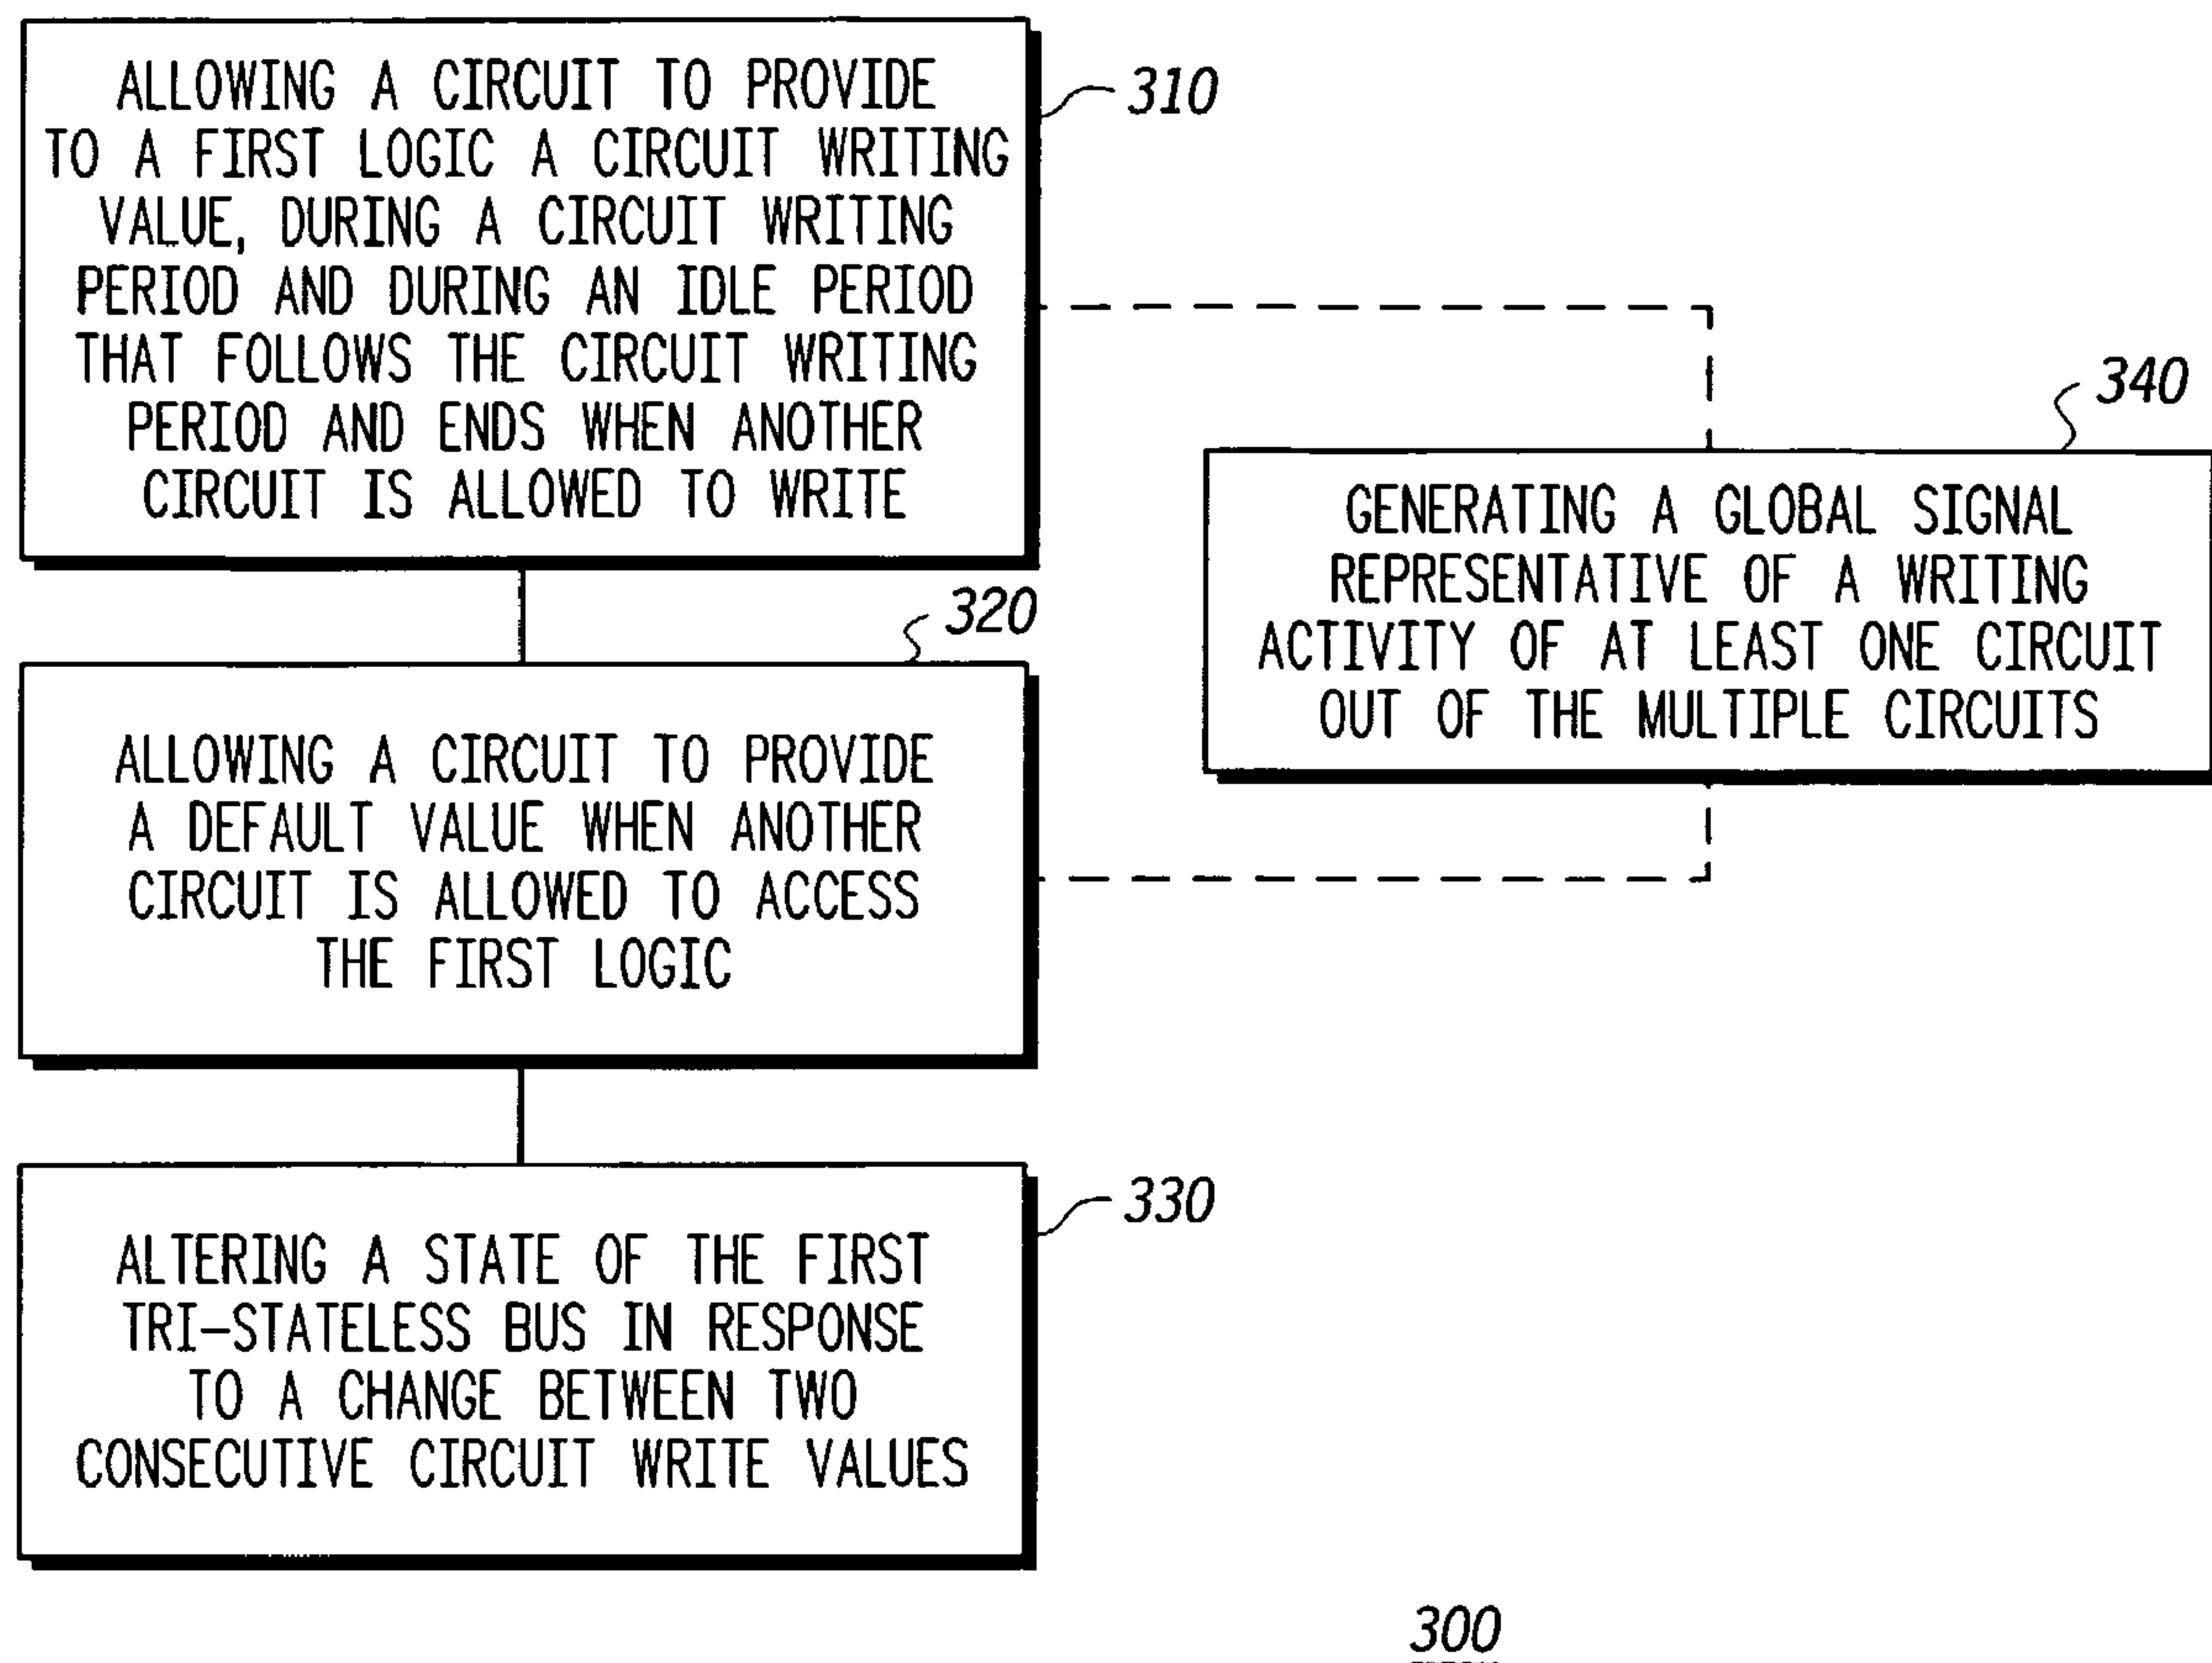 ALLOWING A CIRCUIT TO PROVIDE
TO A FIRST LOGIC A CIRCUIT WRITING
VALUE, DURING A CIRCUIT WRITING
PERIOD AND DURING AN IDLE PERIOD
THAT FOLLOWS THE CIRCUIT WRITING
PERIOD AND ENDS WHEN ANOTHER
CIRCUIT IS ALLOWED TO WRITE
310
340
GENERATING A GLOBAL SIGNAL
REPRESENTATIVE OF A WRITING
ACTIVITY OF AT LEAST ONE CIRCUIT
OUT OF THE MULTIPLE CIRCUITS
320
ALLOWING A CIRCUIT TO PROVIDE
A DEFAULT VALUE WHEN ANOTHER
CIRCUIT IS ALLOWED TO ACCESS
THE FIRST LOGIC
330
ALTERING A STATE OF THE FIRST
TRI-STATELESS BUS IN RESPONSE
TO A CHANGE BETWEEN TWO
CONSECUTIVE CIRCUIT WRITE VALUES
300